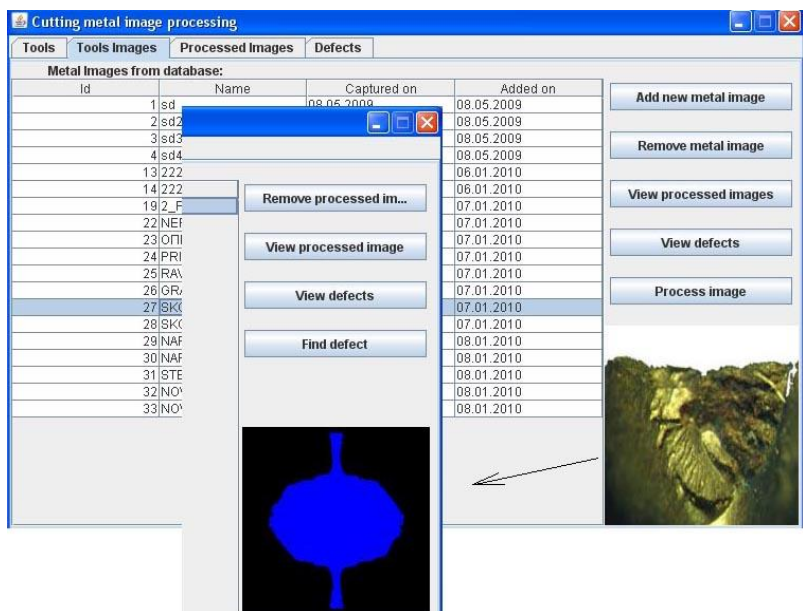 Cutting metal image processing
Tools Tools Images Processed Images Defects
Metal Images from database:
Id Name Captured on Added on
1 sd 08.05.2009 08.05.2009
2 sd2 08.05.2009
3 sd3 08.05.2009
4 sd4 08.05.2009
13 222 06.01.2010
14 222 06.01.2010
19 2_F 07.01.2010
22 NEF 07.01.2010
23 ОПІ 07.01.2010
24 PRI 07.01.2010
25 RAV 07.01.2010
26 GRA 07.01.2010
27 SKO 07.01.2010
28 SKO 07.01.2010
29 NAF 08.01.2010
30 NAF 08.01.2010
31 STE 08.01.2010
32 NOV 08.01.2010
33 NOV 08.01.2010
Add new metal image
Remove metal image
View processed images
View defects
Process image
Remove processed im...
View processed image
View defects
Find defect